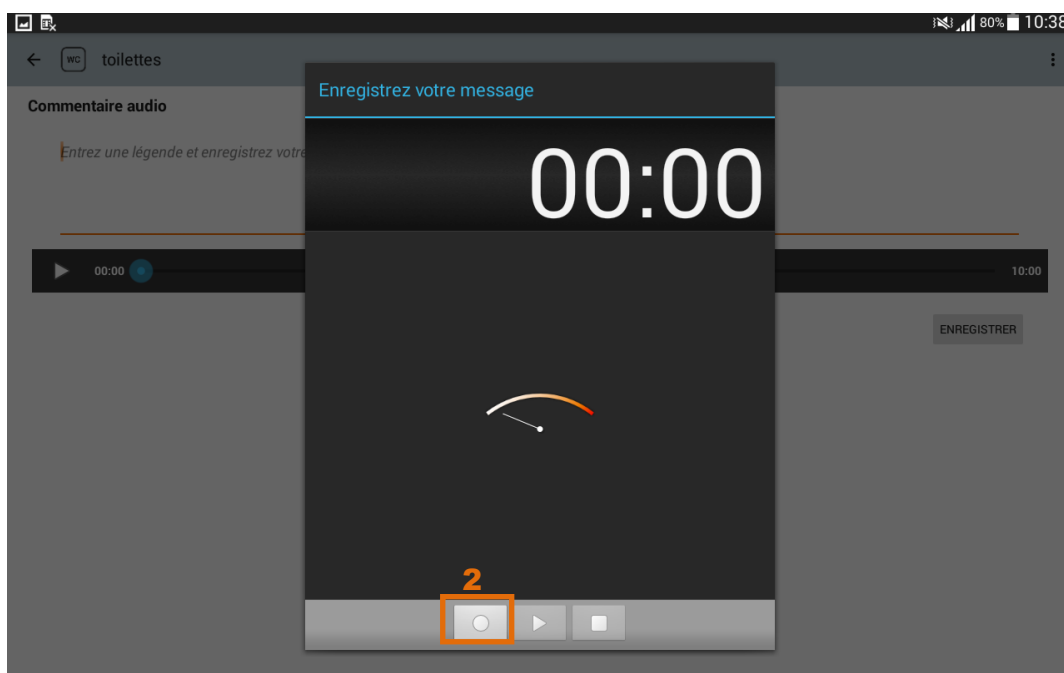 80% 10:38
WC toilettes
Enregistrez votre message
Commentaire audio
00:00
Entrez une légende et enregistrez votre
00:00
10:00
ENREGISTRER
2